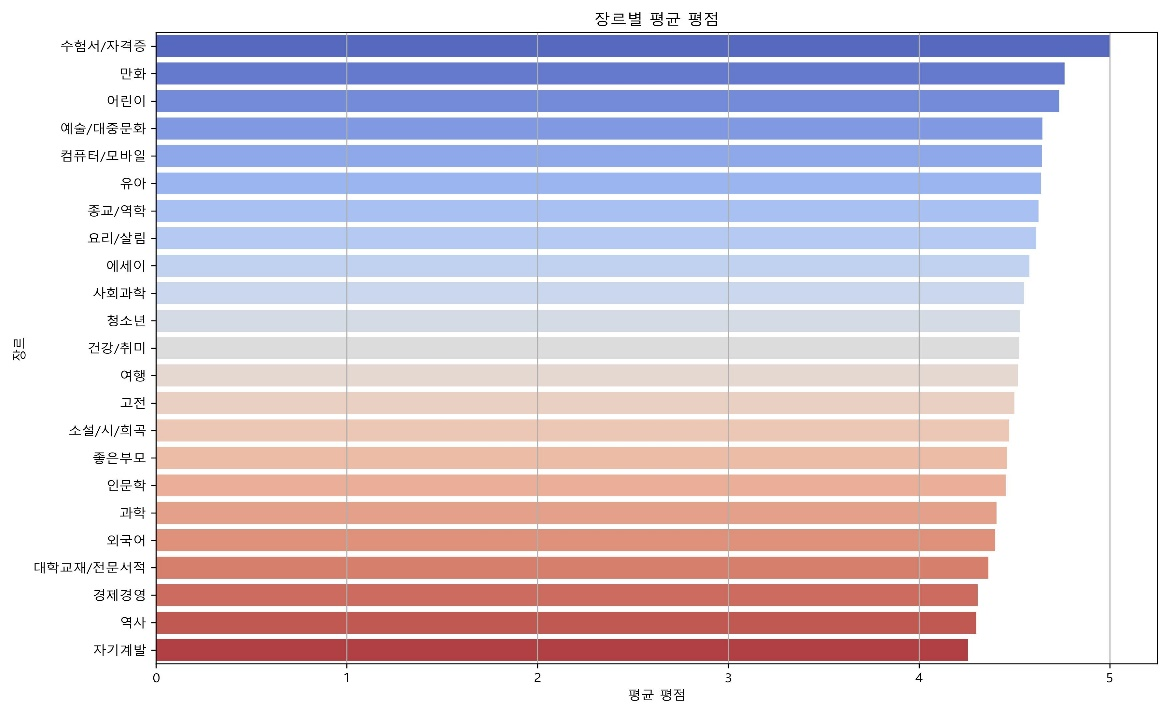 장르별 평균 평점
수험서/자격증
만화
어린이
예술/대중문화
컴퓨터/모바일
유아
종교/역학
요리/살림
에세이
사회과학
청소년
건강/취미
여행
고전
소설/시/희곡
좋은부모
인문학
과학
외국어
대학교재/전문서적
경제경영
역사
자기계발
장르
0 1 2 3 4 5
평균 평점